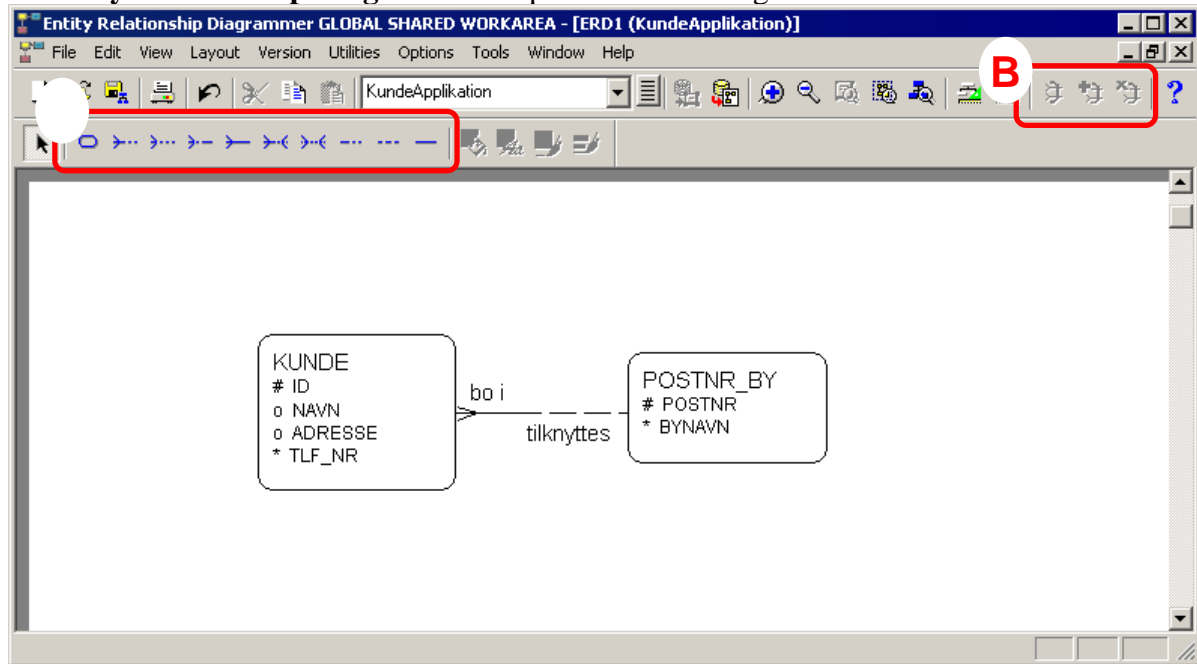 Entity Relationship Diagrammer GLOBAL SHARED WORKAREA - [ERD1 (KundeApplikation)]
File Edit View Layout Version Utilities Options Tools Window Help
B
KundeApplikation
KUNDE
# ID
o NAVN
o ADRESSE
* TLF_NR
bo i
tilknyttes
POSTNR_BY
# POSTNR
* BYNAVN